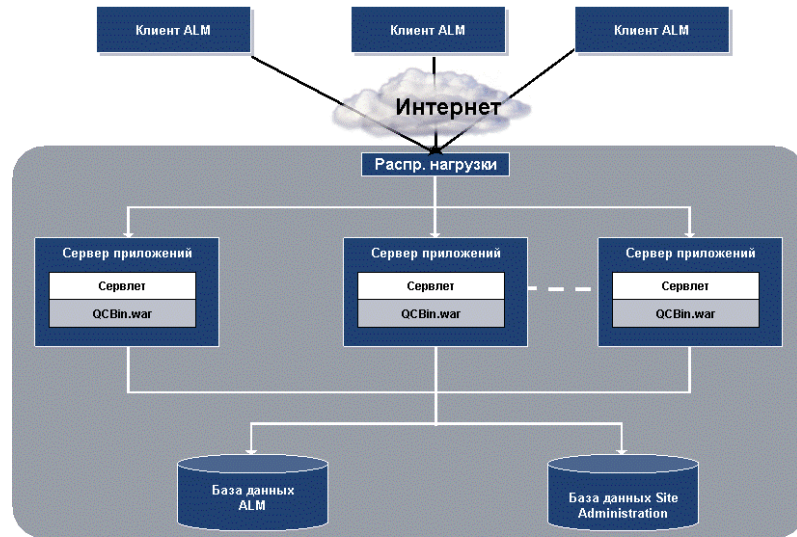 Клиент ALM
Клиент ALM
Клиент ALM
Интернет
Распр. нагрузки
Сервер приложений
Сервлет
QCBin.war
Сервер приложений
Сервлет
QCBin.war
Сервер приложений
Сервлет
QCBin.war
База данных
ALM
База данных Site
Administration